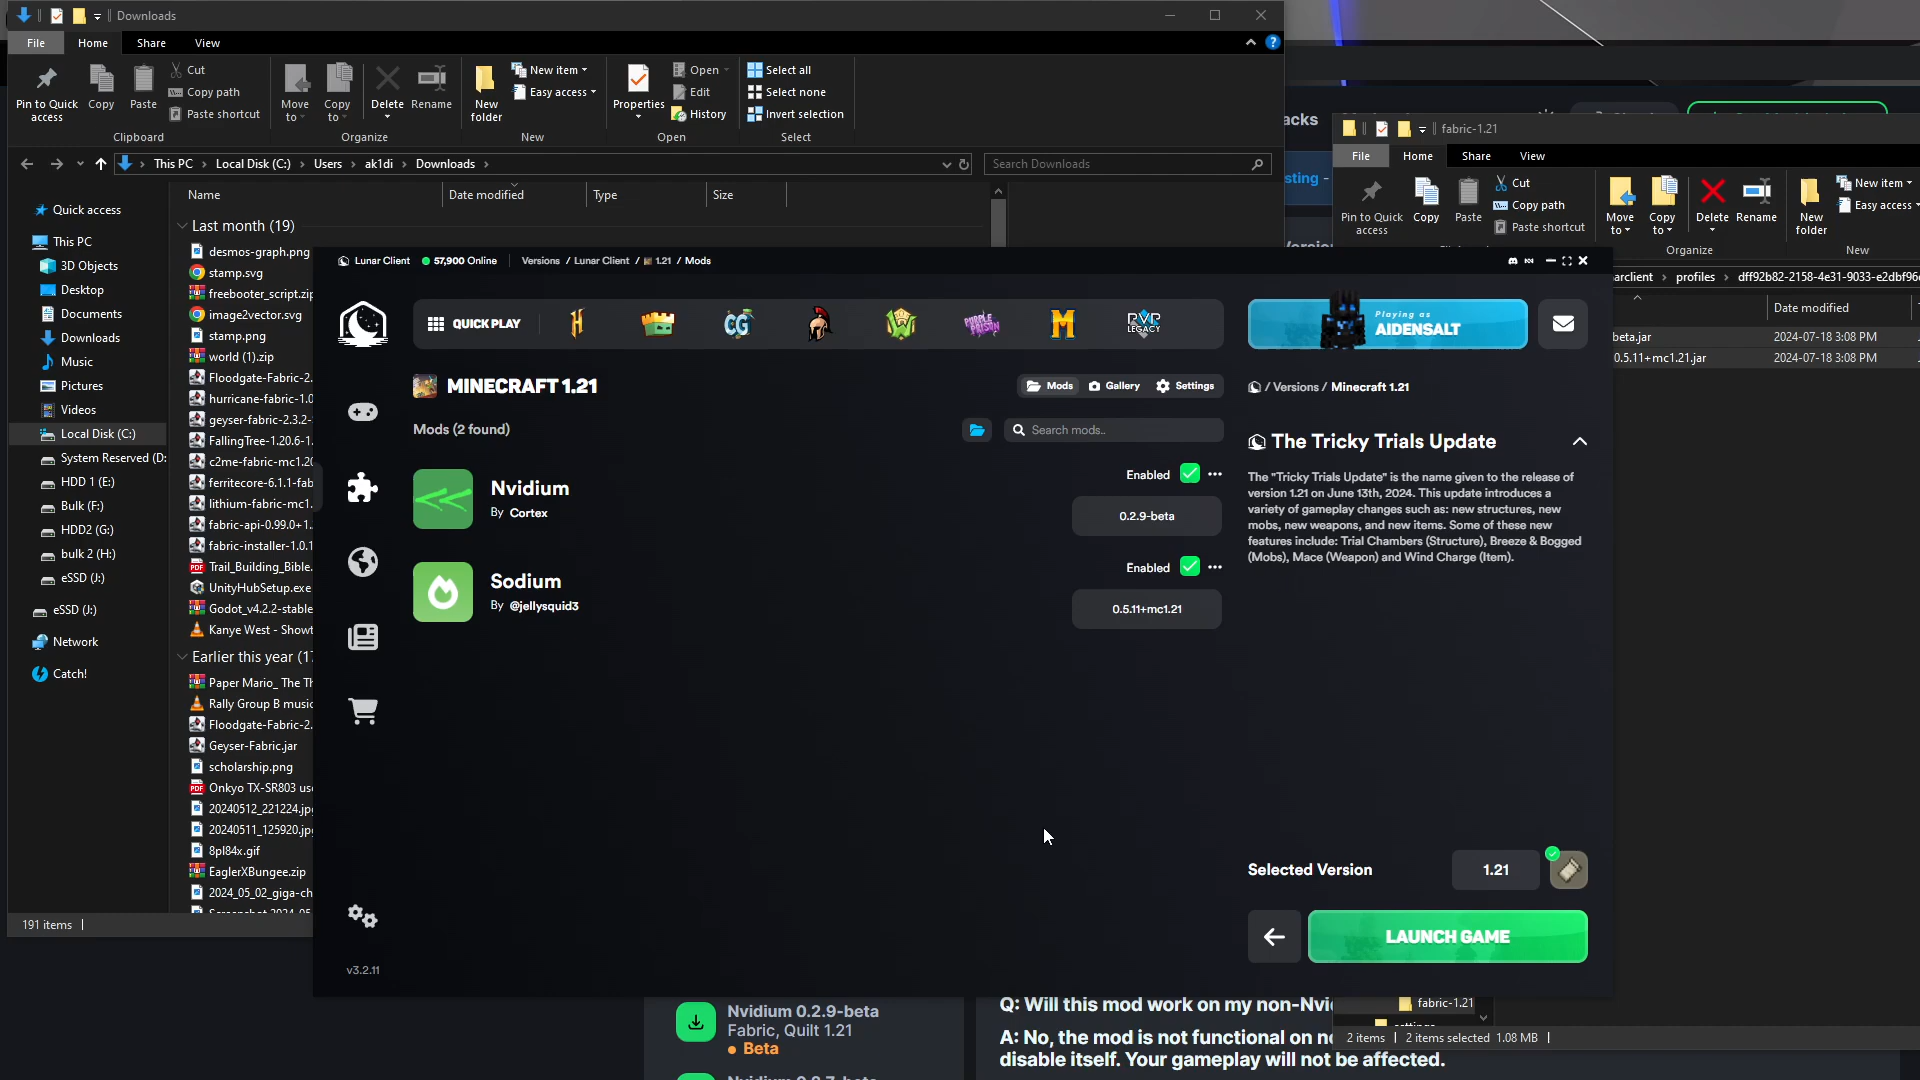 Downloads
File
Home
Share
View
Pin to Quick access
Copy
Paste
Cut
Copy path
Paste shortcut
Clipboard
Move to
Copy to
Delete
Rename
Organize
New folder
New item
Easy access
New
Properties
Open
Edit
History
Open
Select all
Select none
Invert selection
Select
This PC
Local Disk (C:)
Users
ak1di
Downloads
Search Downloads
Name
Date modified
Type
Size
Quick access
This PC
3D Objects
Desktop
Documents
Downloads
Music
Pictures
Videos
Local Disk (C:)
System Reserved (D:
HDD 1 (E:)
Bulk (F:)
HDD2 (G:)
bulk 2 (H:)
eSSD (J:)
eSSD (J:)
Network
Catch!
Last month (19)
desmos-graph.png
stamp.svg
freebooter_script.zip
image2vector.svg
stamp.png
world (1).zip
Floodgate-Fabric-2.
hurricane-fabric-1.0
geyser-fabric-2.3.2-
FallingTree-1.20.6-1.
c2me-fabric-mc1.20
ferritecore-6.1.1-fab
lithium-fabric-mc1.
fabric-api-0.99.0+1.
fabric-installer-1.0.1
Trail_Building_Bible.
UnityHubSetup.exe
Godot_v4.2.2-stable
Kanye West - Showt
Earlier this year (17
Paper Mario_ The Th
Rally Group B music
Floodgate-Fabric-2.
Geyser-Fabric.jar
scholarship.png
Onkyo TX-SR803 use
20240512_221224.jpg
20240511_125920.jpg
8pl84x.gif
EaglerXBungee.zip
2024_05_02_giga-ch
191 items
Lunar Client
57,900 Online
Versions / Lunar Client / 1.21 / Mods
QUICK PLAY
H
CG
PURPLE PRISON
M
PVP LEGACY
Playing as
AIDENSALT
MINECRAFT 1.21
Mods
Gallery
Settings
Mods (2 found)
Search mods..
Nvidium
By Cortex
Enabled
0.2.9-beta
Sodium
By @jellysquid3
Enabled
0.5.11+mc1.21
v3.2.11
/ Versions / Minecraft 1.21
The Tricky Trials Update
The "Tricky Trials Update" is the name given to the release of
version 1.21 on June 13th, 2024. This update introduces a
variety of gameplay changes such as: new structures, new
mobs, new weapons, and new items. Some of these new
features include: Trial Chambers (Structure), Breeze & Bogged
(Mobs), Mace (Weapon) and Wind Charge (Item).
Selected Version
1.21
LAUNCH GAME
acks
sting -
fabric-1.21
File
Home
Share
View
Pin to Quick access
Copy
Paste
Cut
Copy path
Paste shortcut
Move to
Copy to
Delete
Rename
Organize
New folder
New item
Easy access
New
arclient
profiles
dff92b82-2158-4e31-9033-e2dbf96
Date modified
beta.jar
2024-07-18 3:08 PM
0.5.11+mc1.21.jar
2024-07-18 3:08 PM
fabric-1.21
2 items
2 items selected 1.08 MB
Nvidium 0.2.9-beta
Fabric, Quilt 1.21
Beta
Q: Will this mod work on my non-Nvi
A: No, the mod is not functional on n
disable itself. Your gameplay will not be affected.